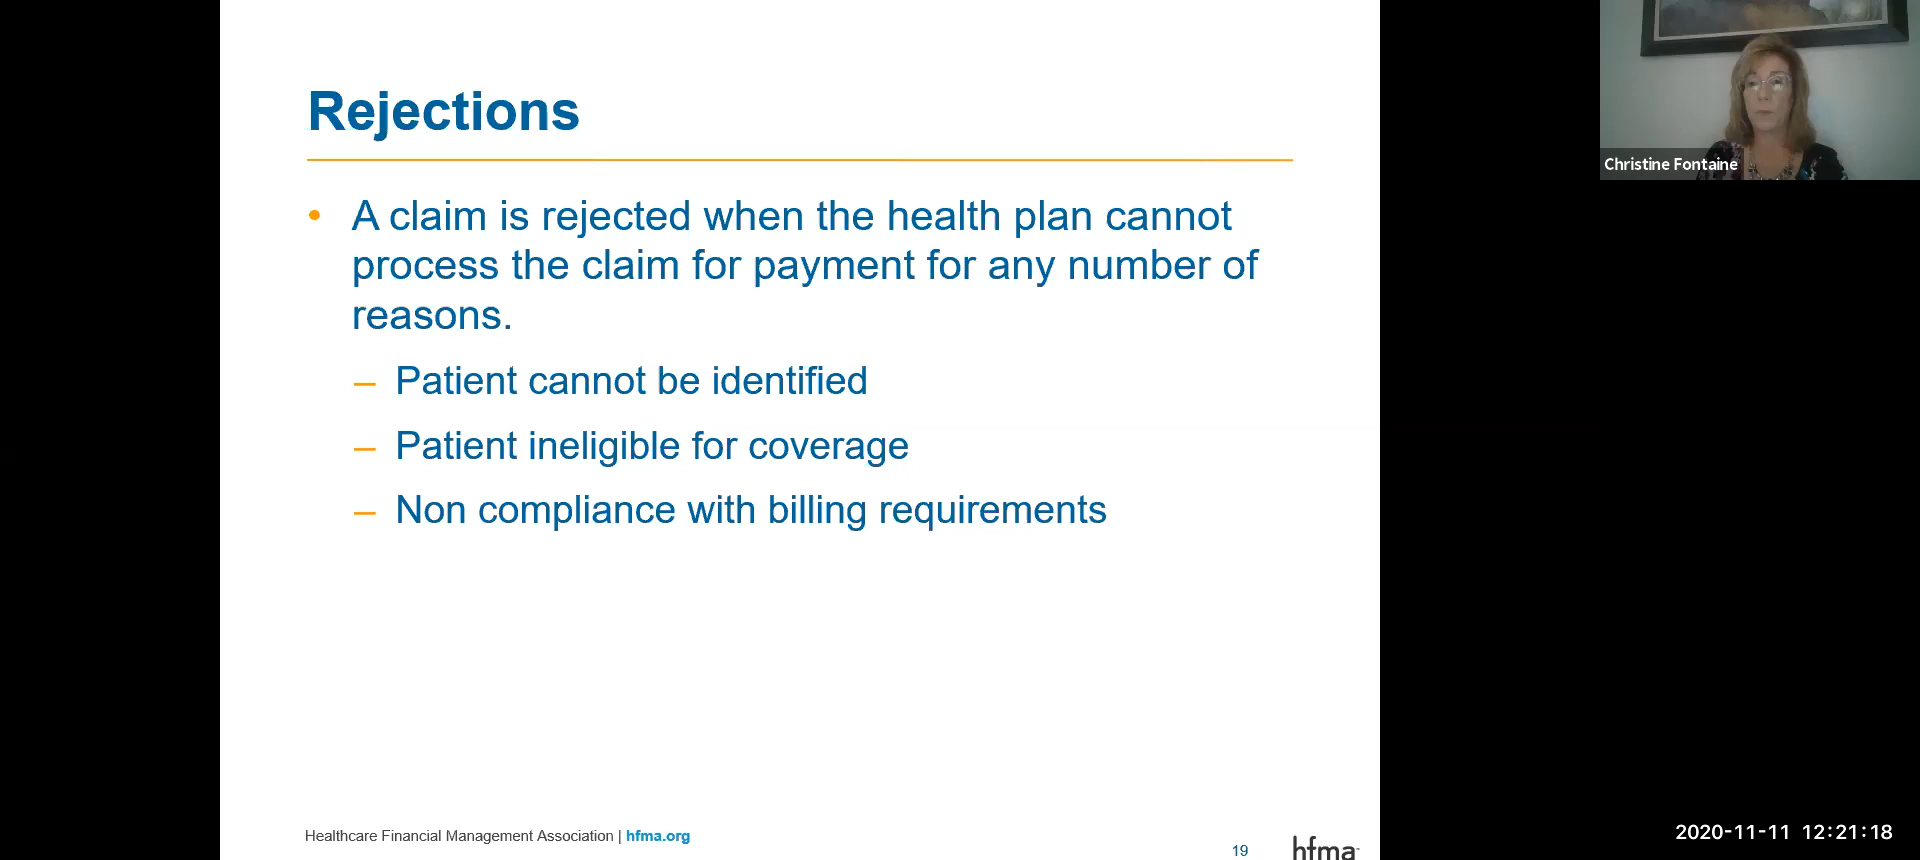 Rejections
• A claim is rejected when the health plan cannot
process the claim for payment for any number of
reasons.
– Patient cannot be identified
– Patient ineligible for coverage
– Non compliance with billing requirements
Healthcare Financial Management Association | hfma.org
19
hfma™
Christine Fontaine
2020-11-11 12:21:18